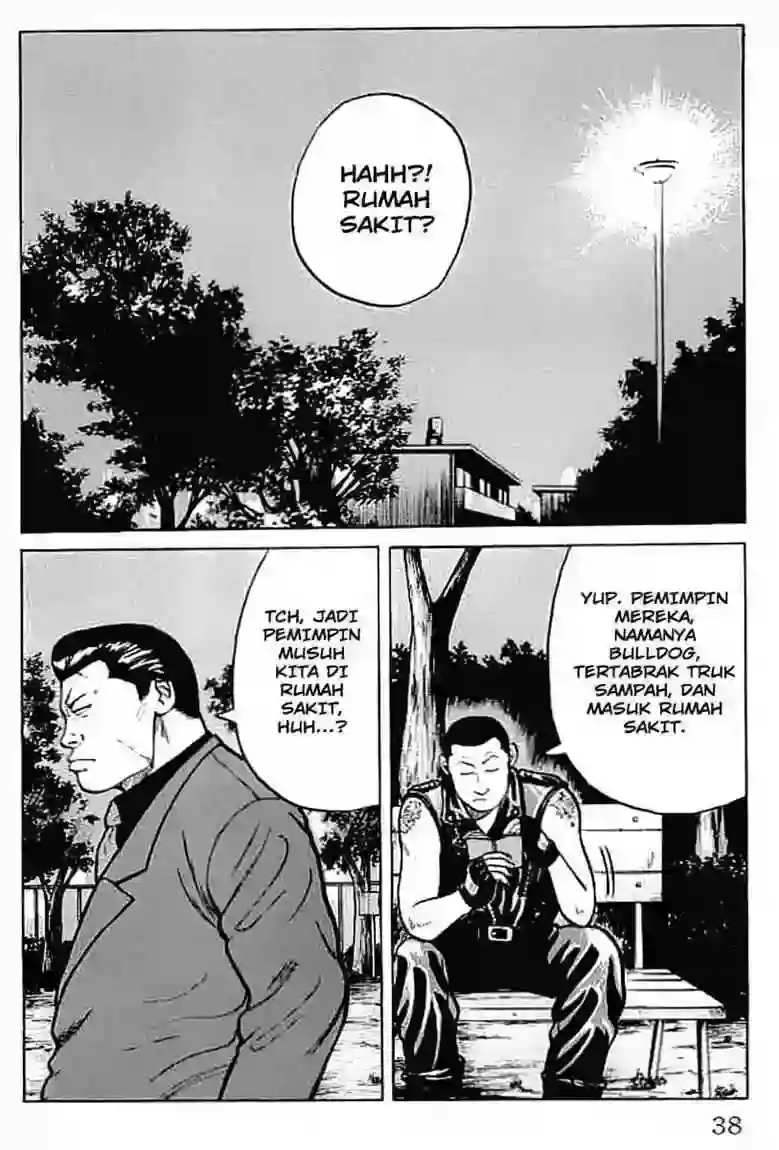 HAHH?!
RUMAH
SAKIT?
YUP. PEMIMPIN
MEREKA,
NAMANYA
BULLDOG,
TERTABRAK TRUK
SAMPAH, DAN
MASUK RUMAH
SAKIT.
TCH, JADI
PEMIMPIN
MUSUH
KITA DI
RUMAH
SAKIT,
HUH...?
38